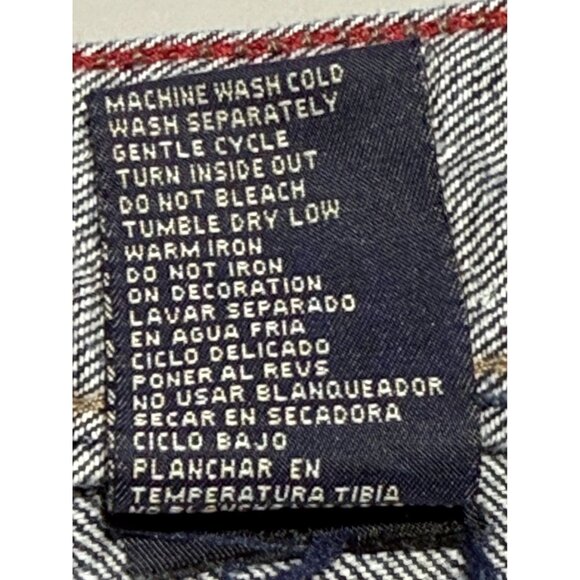 MACHINE WASH COLD
WASH SEPARATELY
GENTLE CYCLE
TURN INSIDE OUT
DO NOT BLEACH
TUMBLE DRY LOW
WARM IRON
DO NOT IRON
ON DECORATION
LAVAR SEPARADO
EN AGUA FRIA
CICLO DELICADO
PONER AL REVS
NO USAR BLANQUEADOR
SECAR EN SECADORA
CICLO BAJO
PLANCHAR EN
TEMPERATURA TIBIA